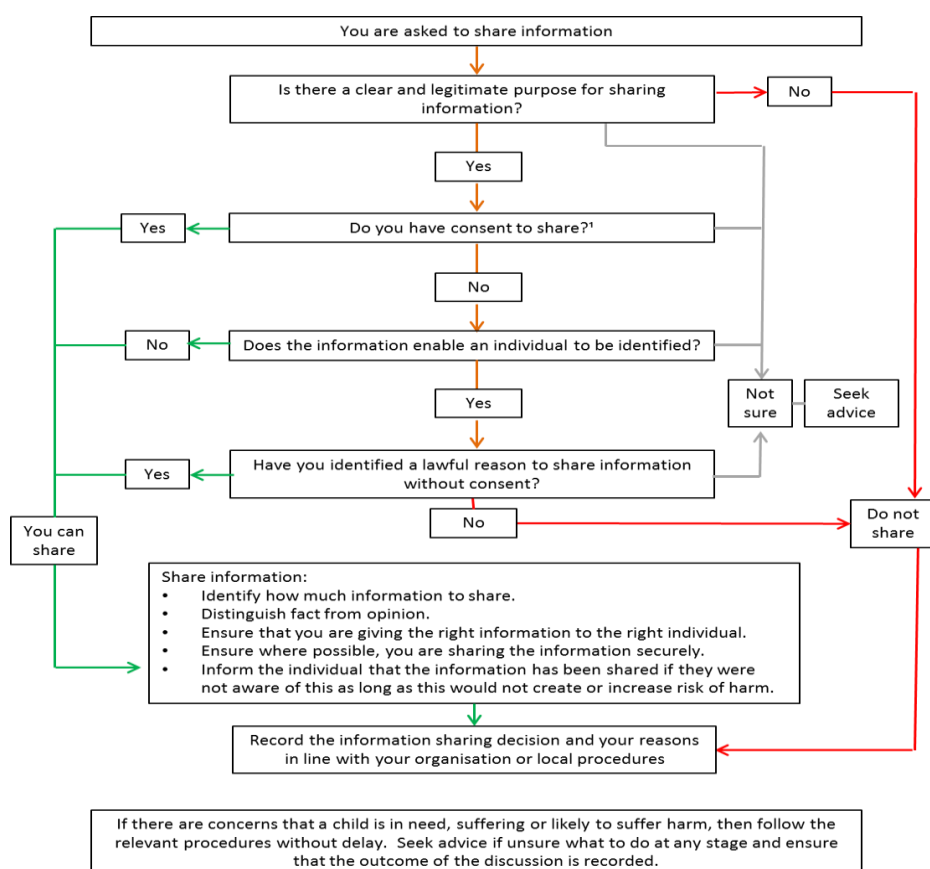 You are asked to share information
Is there a clear and legitimate purpose for sharing
information?
No
Yes
Yes
Do you have consent to share?¹
No
No
Does the information enable an individual to be identified?
Yes
Not
sure
Seek
advice
Yes
Have you identified a lawful reason to share information
without consent?
No
You can
share
Do not
share
Share information:
• Identify how much information to share.
• Distinguish fact from opinion.
• Ensure that you are giving the right information to the right individual.
• Ensure where possible, you are sharing the information securely.
• Inform the individual that the information has been shared if they were
not aware of this as long as this would not create or increase risk of harm.
Record the information sharing decision and your reasons
in line with your organisation or local procedures
If there are concerns that a child is in need, suffering or likely to suffer harm, then follow the
relevant procedures without delay.  Seek advice if unsure what to do at any stage and ensure
that the outcome of the discussion is recorded.